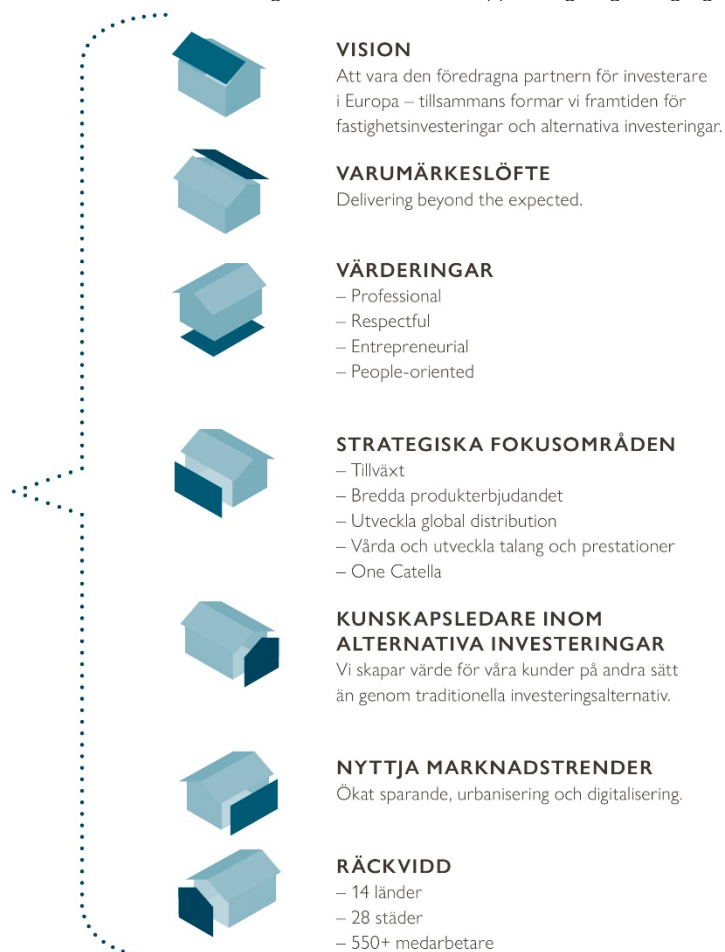 VISION
Att vara den föredragna partnern för investerare
i Europa – tillsammans formar vi framtiden för
fastighetsinvesteringar och alternativa investeringar.
VARUMÄRKESLÖFTE
Delivering beyond the expected.
VÄRDERINGAR
– Professional
– Respectful
– Entrepreneurial
– People-oriented
STRATEGISKA FOKUSOMRÅDEN
– Tillväxt
– Bredda produkterbjudandet
– Utveckla global distribution
– Vårda och utveckla talang och prestationer
– One Catella
KUNSKAPSLEDARE INOM
ALTERNATIVA INVESTERINGAR
Vi skapar värde för våra kunder på andra sätt
än genom traditionella investeringsalternativ.
NYTTJA MARKNADSTRENDER
Ökat sparande, urbanisering och digitalisering.
RÄCKVIDD
– 14 länder
– 28 städer
– 550+ medarbetare